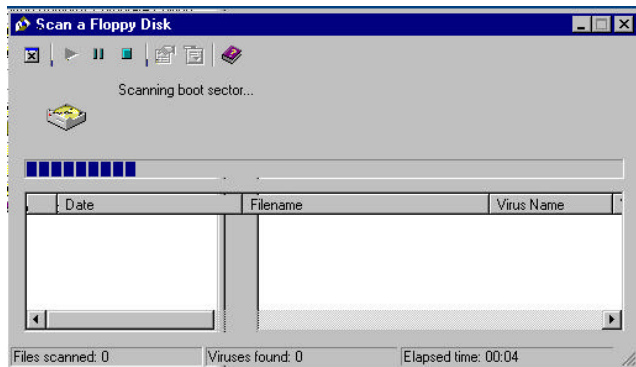 Scan a Floppy Disk
Scanning boot sector...
Date Filename Virus Name
Files scanned: 0 Viruses found: 0 Elapsed time: 00:04